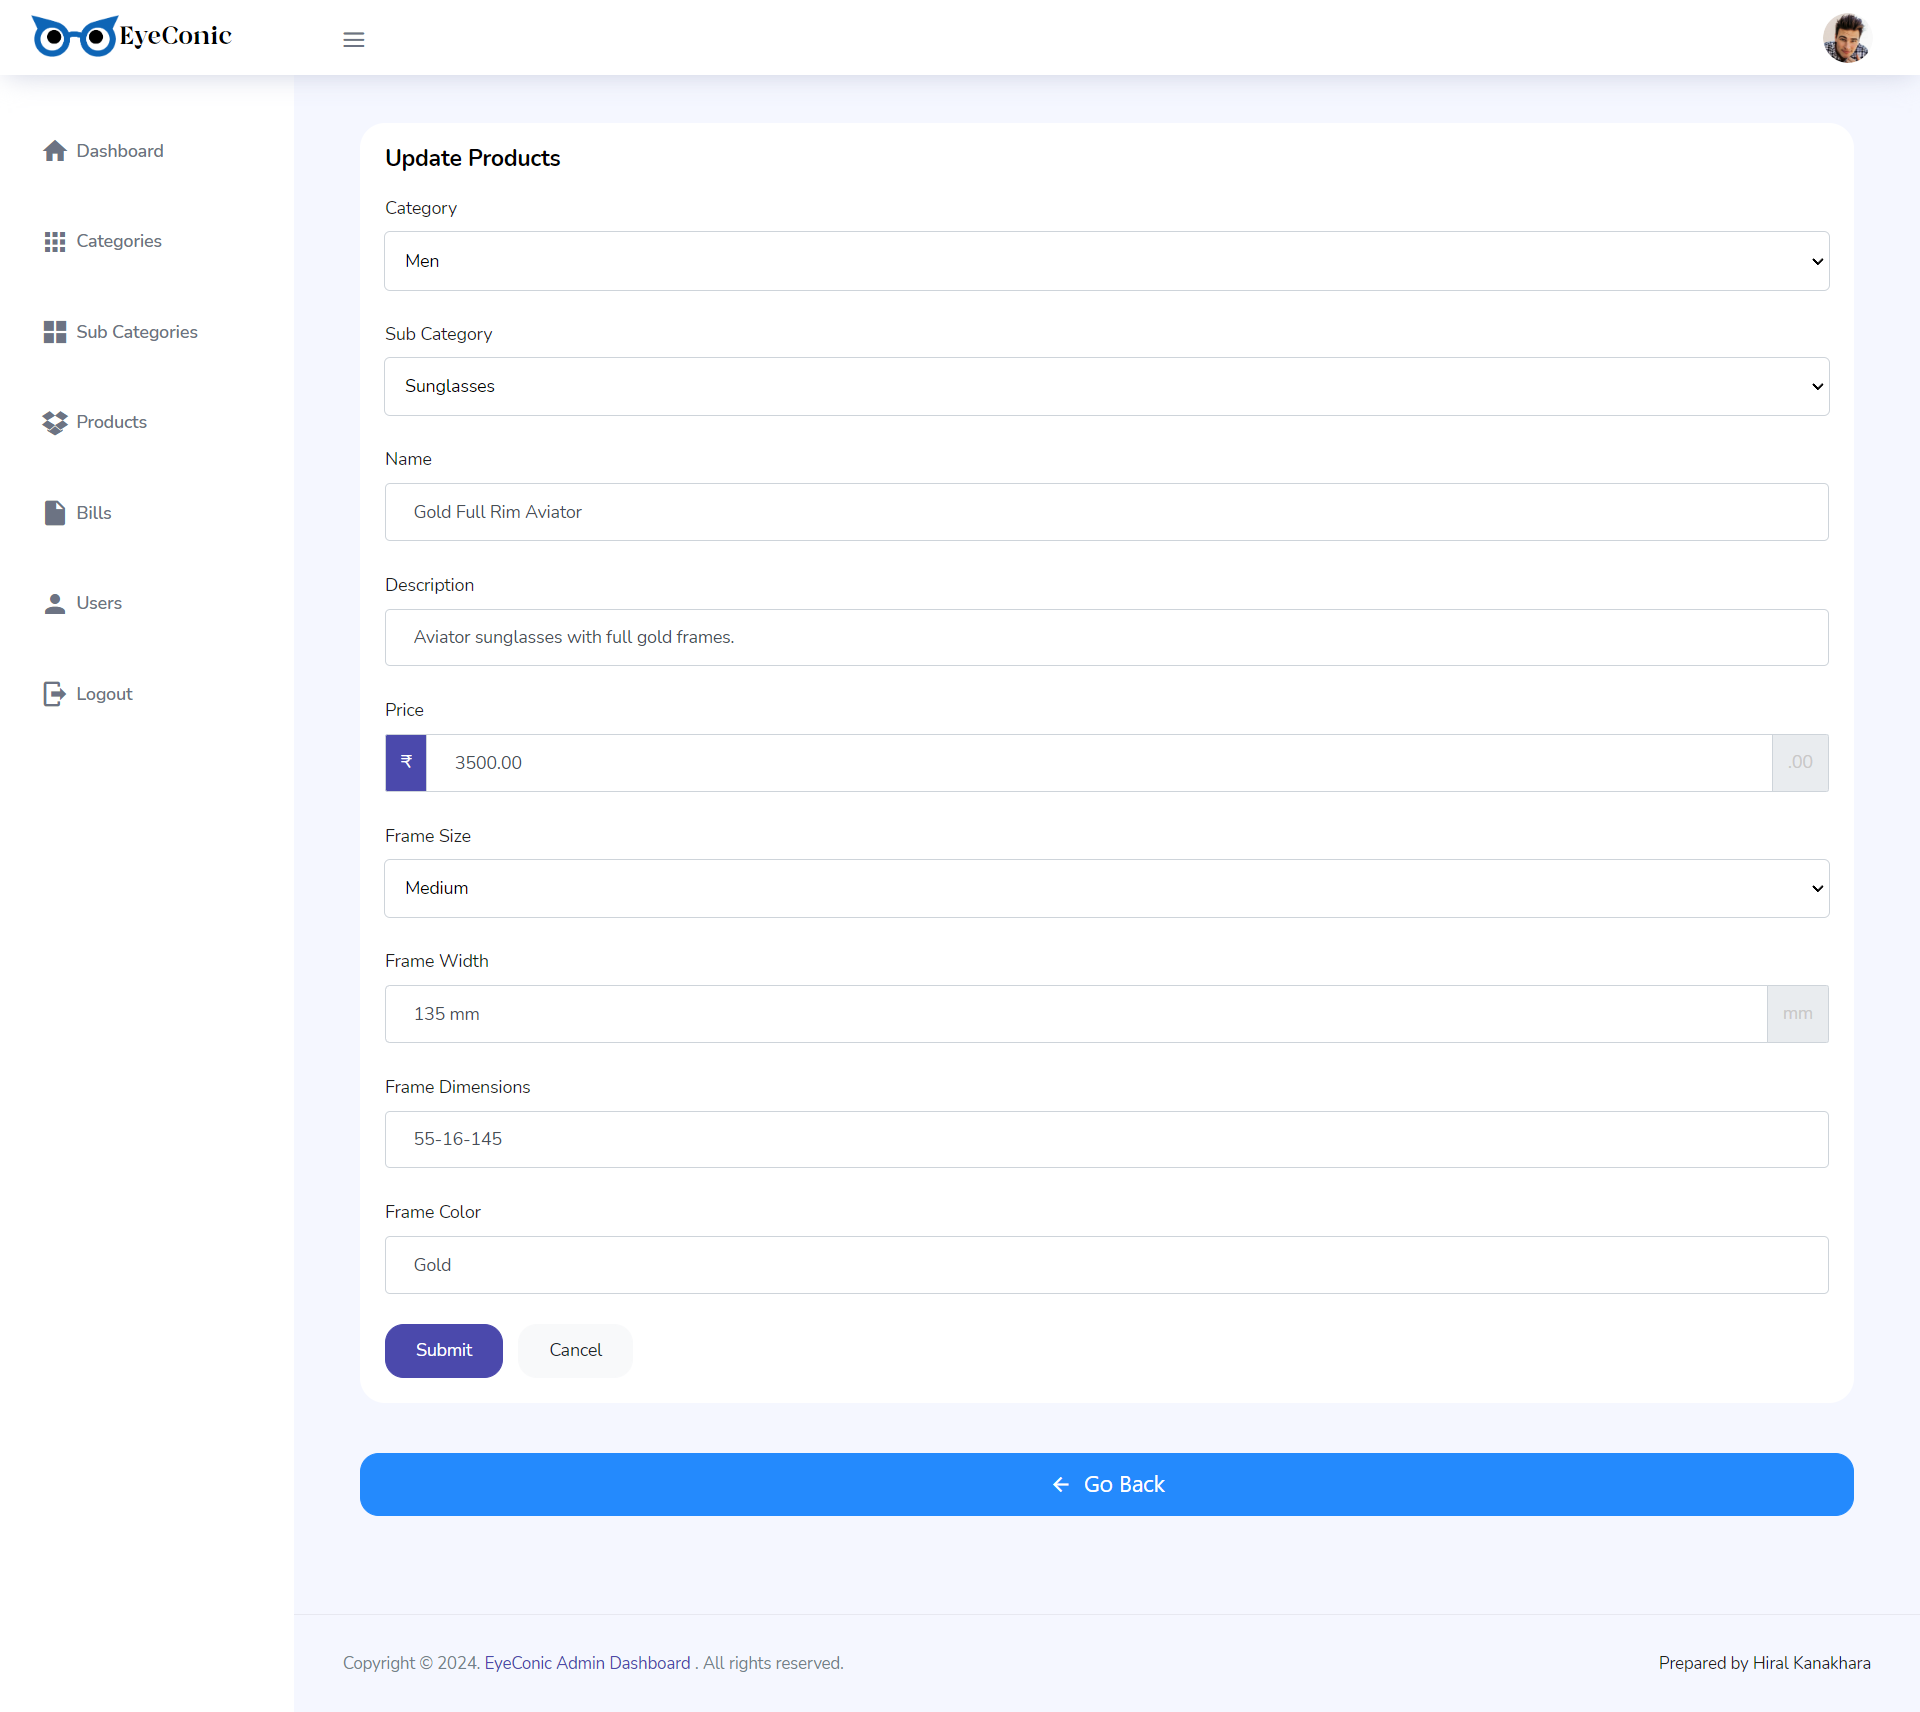 EyeConic
Dashboard
Categories
Sub Categories
Products
Bills
Users
Logout
Update Products
Category
Men
Sub Category
Sunglasses
Name
Gold Full Rim Aviator
Description
Aviator sunglasses with full gold frames.
Price
₹ 3500.00 .00
Frame Size
Medium
Frame Width
135 mm mm
Frame Dimensions
55-16-145
Frame Color
Gold
Submit Cancel
Go Back
Copyright © 2024. EyeConic Admin Dashboard . All rights reserved. Prepared by Hiral Kanakhara